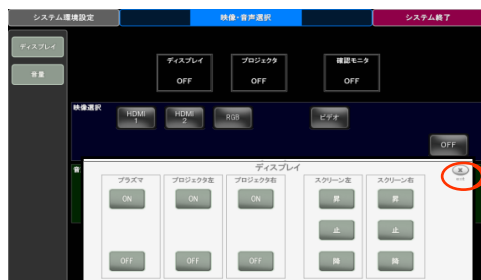 システム環境設定
映像・音声選択
システム終了
ディスプレイ
音量
ディスプレイ
OFF
プロジェクタ
OFF
確認モニタ
OFF
映像選択
HDMI
1
HDMI
2
RGB
ビデオ
OFF
音
ディスプレイ
プラズマ
プロジェクタ左
プロジェクタ右
スクリーン左
スクリーン右
ON
ON
ON
昇
昇
止
止
OFF
OFF
OFF
降
降